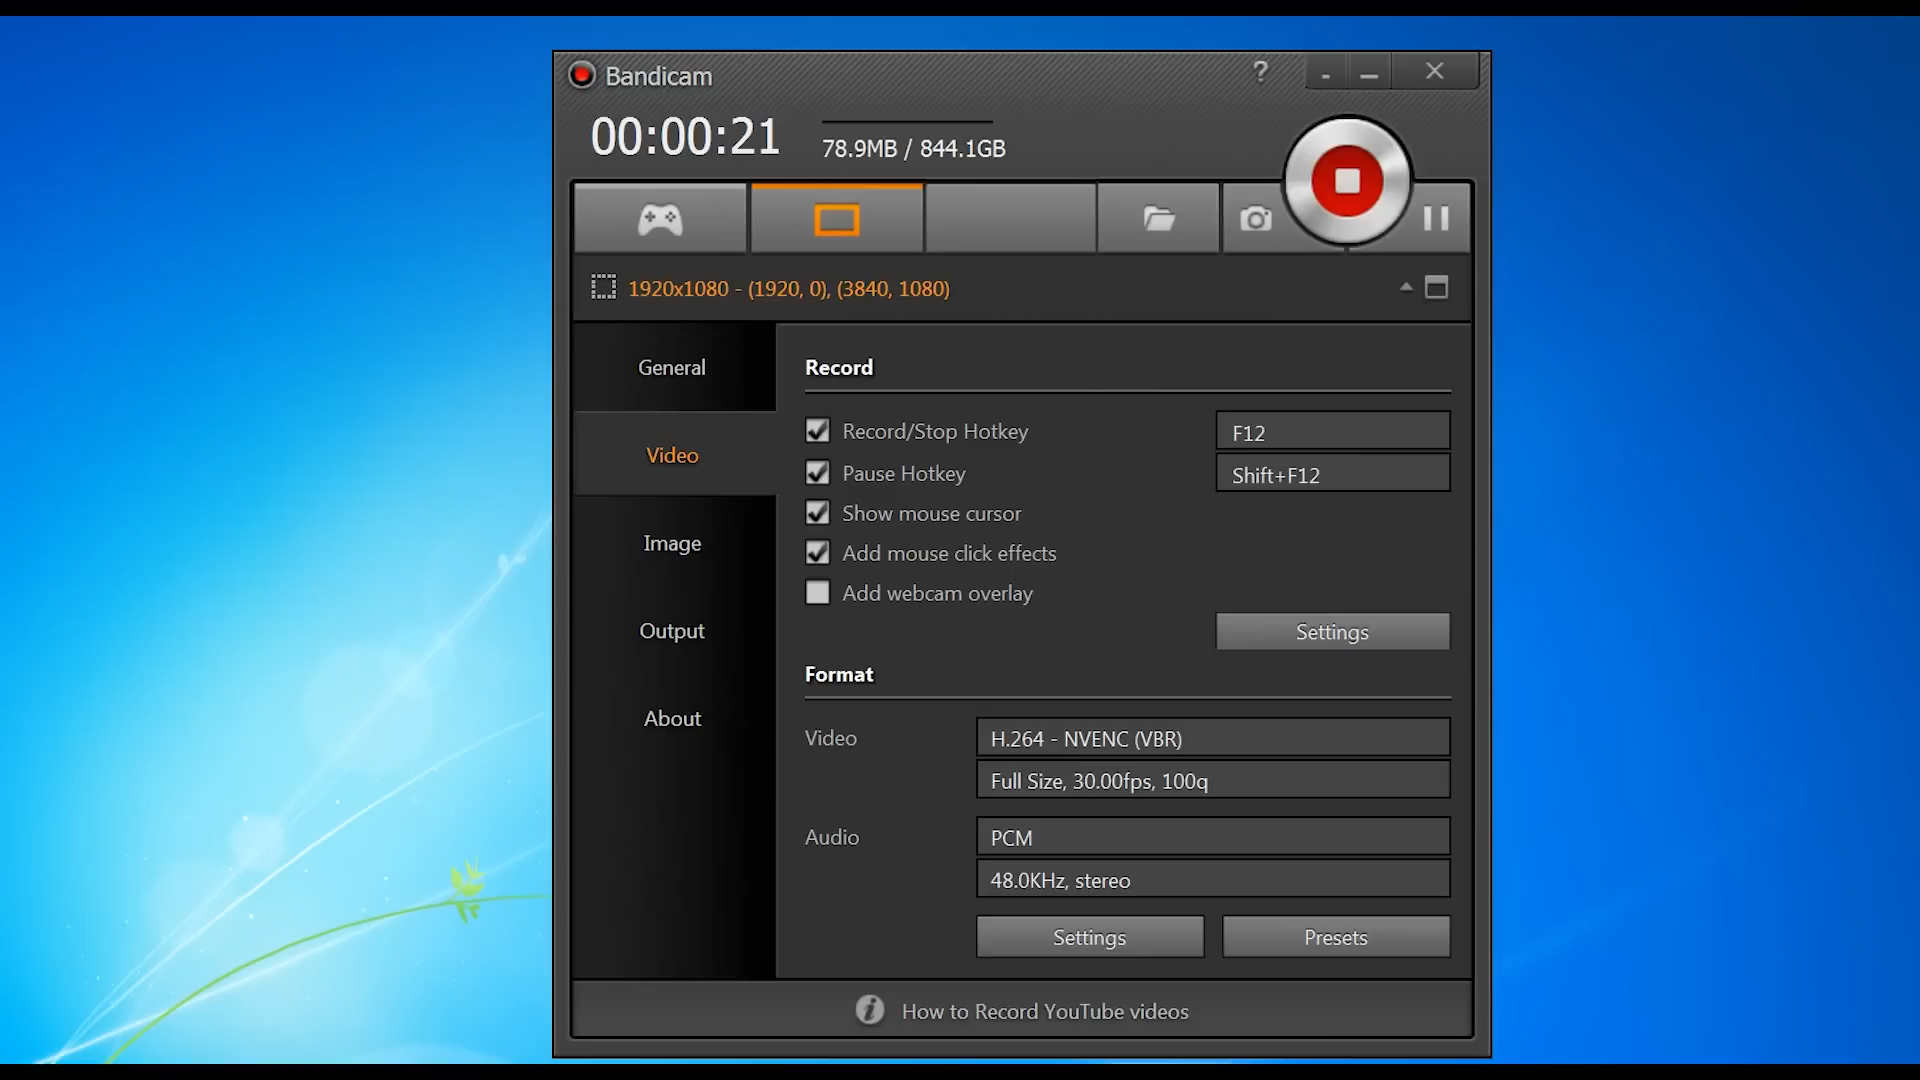 Bandicam
?
00:00:21
78.9MB / 844.1GB
1920x1080 - (1920, 0), (3840, 1080)
General
Video
Image
Output
About
Record
Record/Stop Hotkey
F12
Pause Hotkey
Shift+F12
Show mouse cursor
Add mouse click effects
Add webcam overlay
Settings
Format
Video
H.264 - NVENC (VBR)
Full Size, 30.00fps, 100q
Audio
PCM
48.0KHz, stereo
Settings
Presets
How to Record YouTube videos